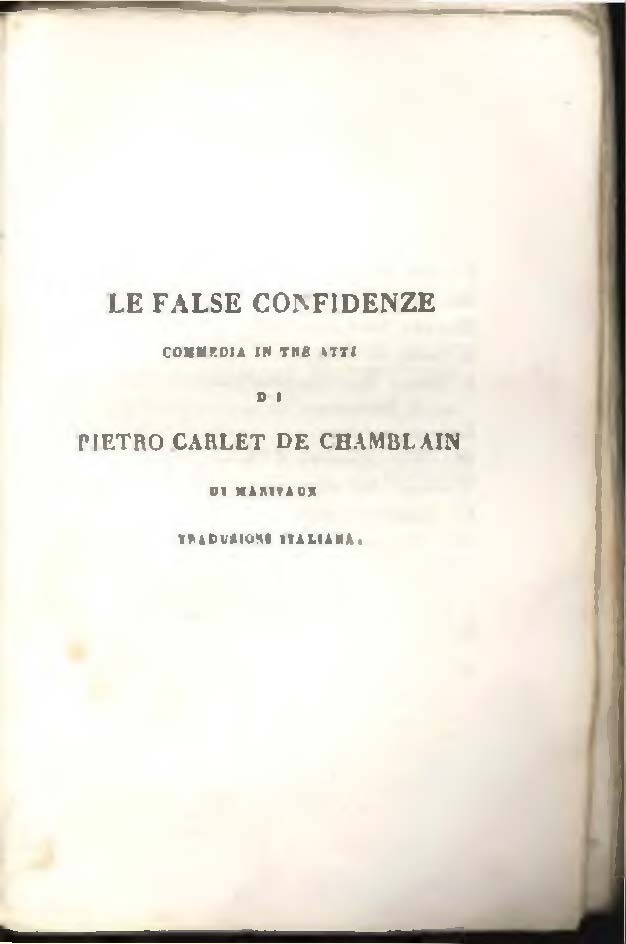 LE FALSE CONFIDENZE
COMMEDIA IN TRE ATTI
DI
PIETRO CARLET DE CHAMBLAIN
DI MARIVAUX
TRADUZIONE ITALIANA.